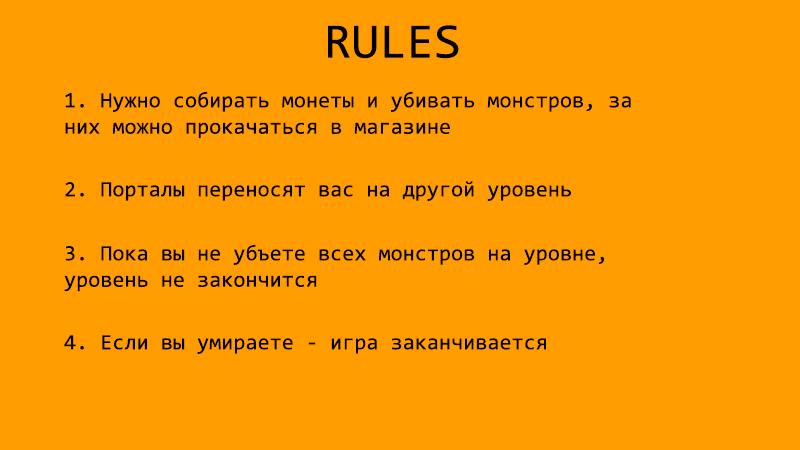 RULES
1. Нужно собирать монеты и убивать монстров, за
них можно прокачаться в магазине
2. Порталы переносят вас на другой уровень
3. Пока вы не убъете всех монстров на уровне,
уровень не закончится
4. Если вы умираете - игра заканчивается